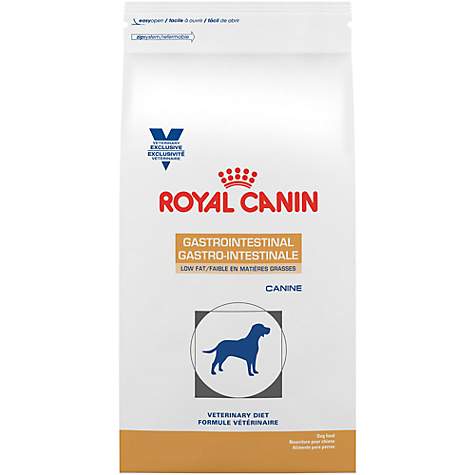 easyopen / facile à ouvrir / fácil de abrir
zipsystem/refermable
VETERINARY
EXCLUSIVE
EXCLUSIVITÉ
VÉTÉRINAIRE
ROYAL CANIN
GASTROINTESTINAL
GASTRO-INTESTINALE
LOW FAT/FAIBLE EN MATIÈRES GRASSES
CANINE
VETERINARY DIET
FORMULE VÉTÉRINAIRE
Dog food
Nourriture pour chiens
Alimento para perros